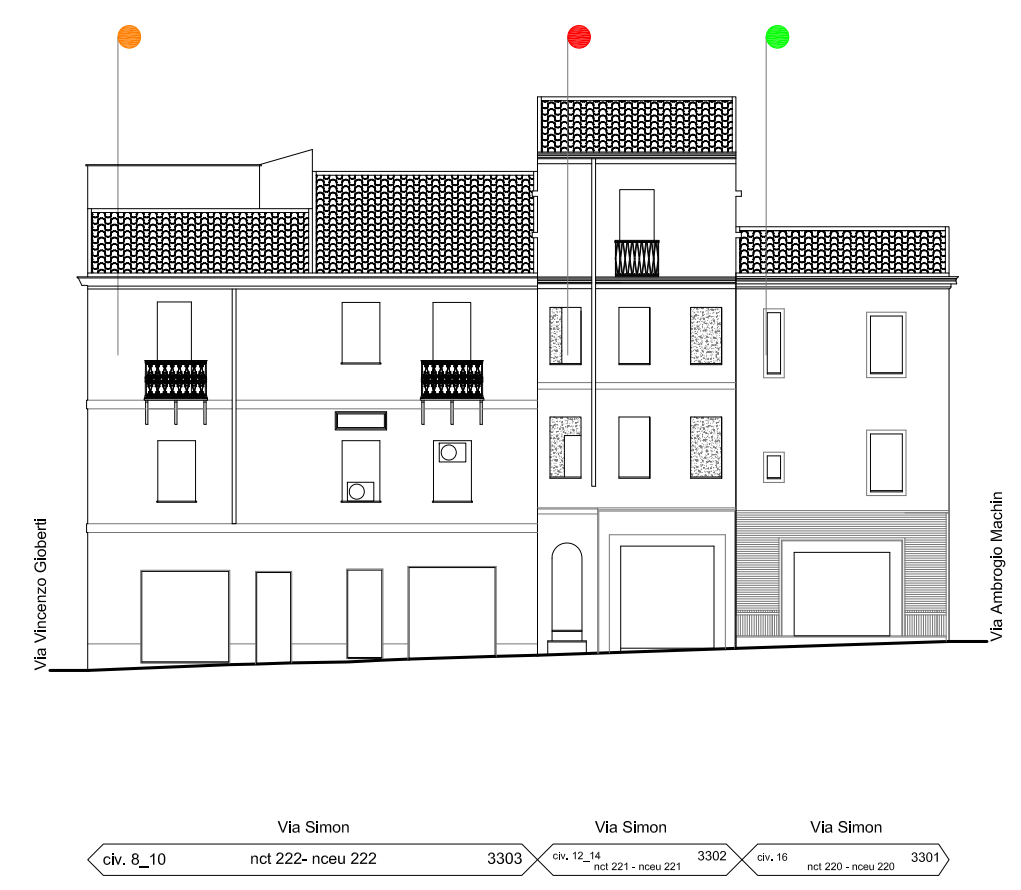 Via Vincenzo Gioberti
Via Ambrogio Machin
Via Simon
Via Simon
Via Simon
civ. 8_10 nct 222- nceu 222 3303
civ. 12_14 nct 221 - nceu 221 3302
civ. 16 nct 220 - nceu 220 3301